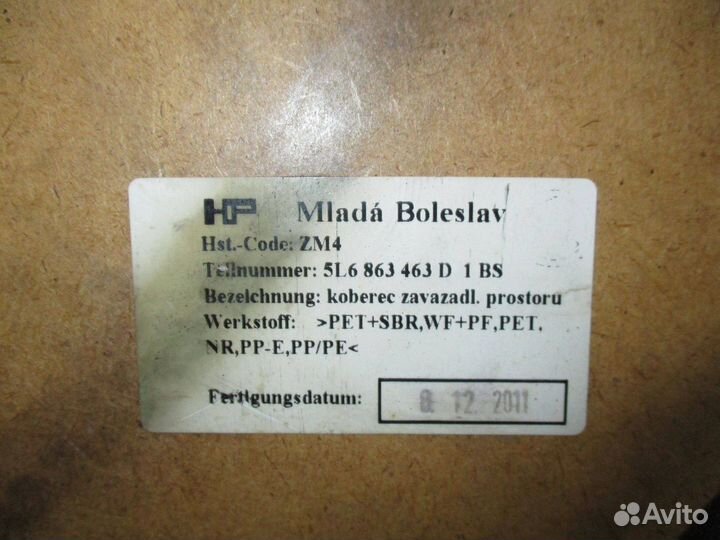 HP Mladá Boleslav
Hst.-Code: ZM4
Teilnummer: 5L6 863 463 D 1 BS
Bezeichnung: koberec zavazadl. prostoru
Werkstoff: >PET+SBR,WF+PF,PET,
NR,PP-E,PP/PE<
Fertigungsdatum: 12. 2011
Avito